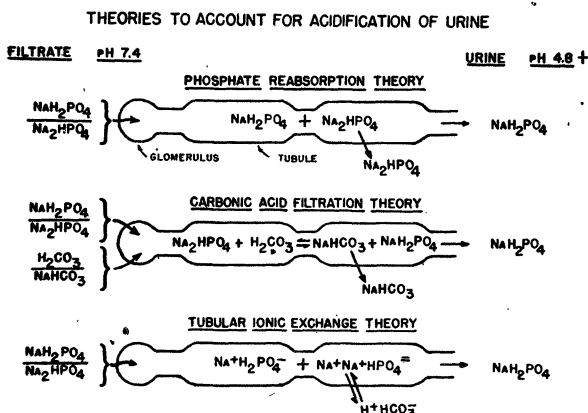 THEORIES TO ACCOUNT FOR ACIDIFICATION OF URINE
FILTRATE pH 7.4
URINE pH 4.8 +
PHOSPHATE REABSORPTION THEORY
NaH2PO4
Na2HPO4
NaH2PO4 + Na2HPO4
NaH2PO4
Na2HPO4
GLOMERULUS
TUBULE
CARBONIC ACID FILTRATION THEORY
NaH2PO4
Na2HPO4
H2CO3
NaHCO3
Na2HPO4 + H2CO3 ⇌ NaHCO3 + NaH2PO4
NaH2PO4
NaHCO3
TUBULAR IONIC EXCHANGE THEORY
NaH2PO4
Na2HPO4
Na+H2PO4- + Na+Na+HPO4=
NaH2PO4
H+HCO3-